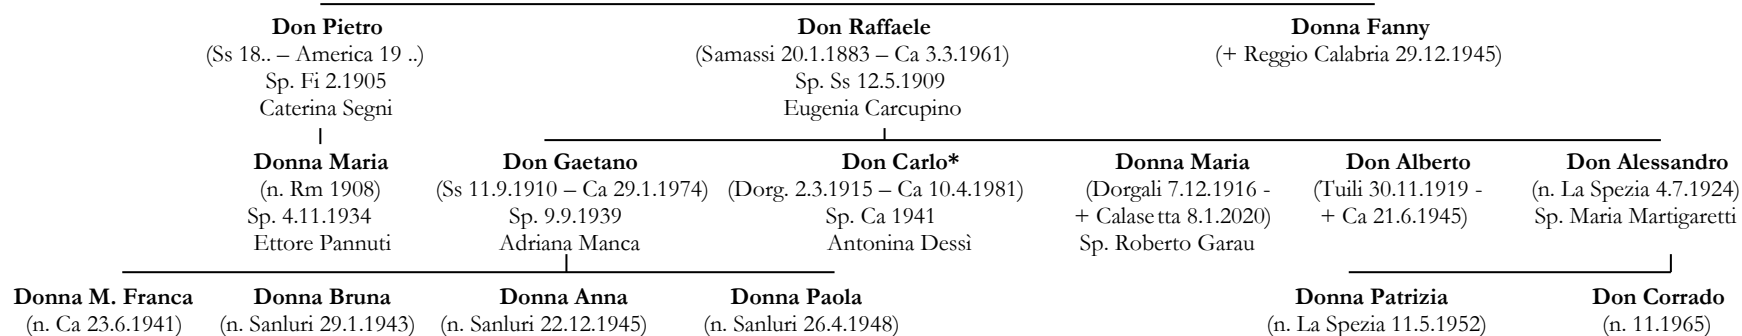 Don Pietro Don Raffaele Donna Fanny
(Ss 18.. – America 19 ..) (Samassi 20.1.1883 – Ca 3.3.1961) (+ Reggio Calabria 29.12.1945)
Sp. Fi 2.1905 Sp. Ss 12.5.1909
Caterina Segni Eugenia Carcupino
Donna Maria Don Gaetano Don Carlo* Donna Maria Don Alberto Don Alessandro
(n. Rm 1908) (Ss 11.9.1910 – Ca 29.1.1974) (Dorg. 2.3.1915 – Ca 10.4.1981) (Dorgali 7.12.1916 - (Tuili 30.11.1919 - (n. La Spezia 4.7.1924)
Sp. 4.11.1934 Sp. 9.9.1939 Sp. Ca 1941 + Calasetta 8.1.2020) + Ca 21.6.1945) Sp. Maria Martigaretti
Ettore Pannuti Adriana Manca Antonina Dessì Sp. Roberto Garau
Donna M. Franca Donna Bruna Donna Anna Donna Paola Donna Patrizia Don Corrado
(n. Ca 23.6.1941) (n. Sanluri 29.1.1943) (n. Sanluri 22.12.1945) (n. Sanluri 26.4.1948) (n. La Spezia 11.5.1952) (n. 11.1965)